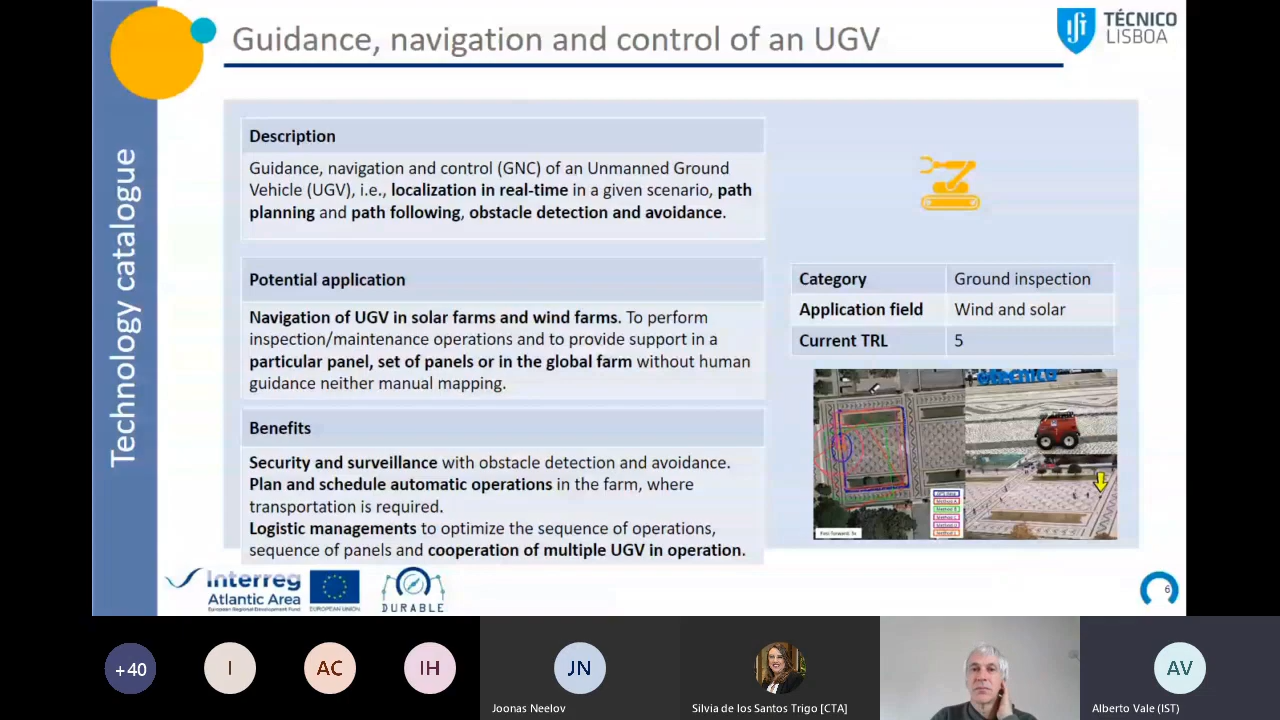 Guidance, navigation and control of an UGV
TÉCNICO
LISBOA
Technology catalogue
Description
Guidance, navigation and control (GNC) of an Unmanned Ground
Vehicle (UGV), i.e., localization in real-time in a given scenario, path
planning and path following, obstacle detection and avoidance.
Potential application
Navigation of UGV in solar farms and wind farms. To perform
inspection/maintenance operations and to provide support in a
particular panel, set of panels or in the global farm without human
guidance neither manual mapping.
Benefits
Security and surveillance with obstacle detection and avoidance.
Plan and schedule automatic operations in the farm, where
transportation is required.
Logistic managements to optimize the sequence of operations,
sequence of panels and cooperation of multiple UGV in operation.
Category Ground inspection
Application field Wind and solar
Current TRL 5
Interreg
Atlantic Area
European Regional Development Fund
EUROPEAN UNION
DURABLE
6
+40
I
AC
IH
JN
Joonas Neelov
Silvia de los Santos Trigo [CTA]
AV
Alberto Vale (IST)